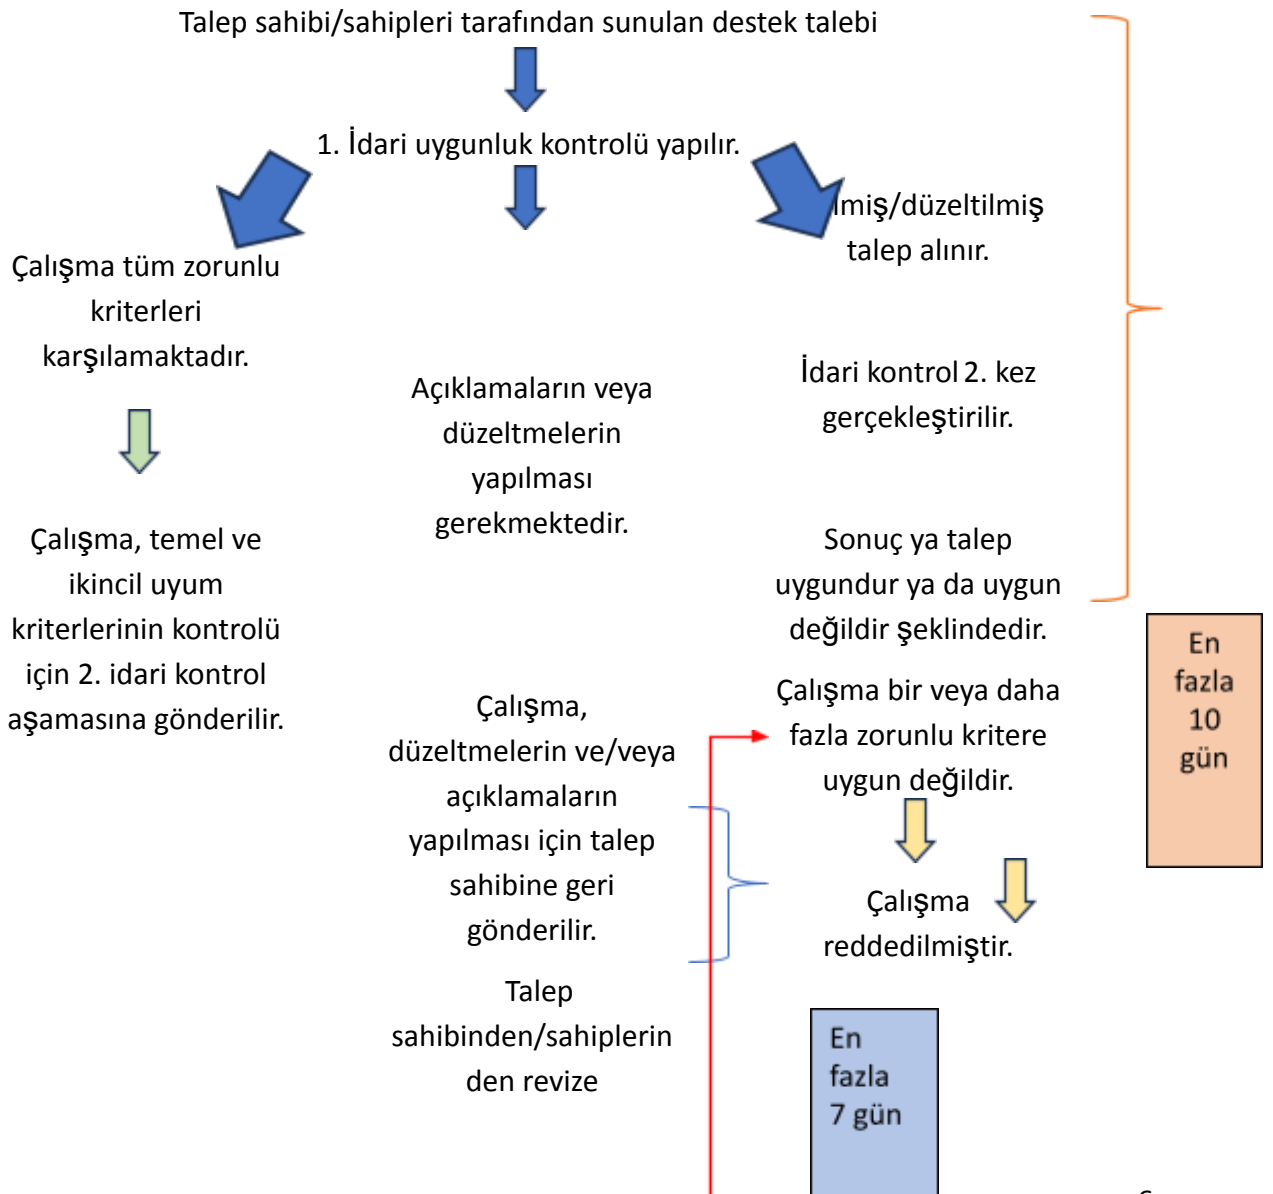 Talep sahibi/sahipleri tarafından sunulan destek talebi
1. İdari uygunluk kontrolü yapılır.
Çalışma tüm zorunlu
kriterleri
karşılamaktadır.
Çalışma, temel ve
ikincil uyum
kriterlerinin kontrolü
için 2. idari kontrol
aşamasına gönderilir.
Açıklamaların veya
düzeltmelerin
yapılması
gerekmektedir.
Çalışma,
düzeltmelerin ve/veya
açıklamaların
yapılması için talep
sahibine geri
gönderilir.
Talep
sahibinden/sahiplerin
den revize
lmiş/düzeltilmiş
talep alınır.
İdari kontrol 2. kez
gerçekleştirilir.
Sonuç ya talep
uygundur ya da uygun
değildir şeklindedir.
Çalışma bir veya daha
fazla zorunlu kritere
uygun değildir.
Çalışma
reddedilmiştir.
En
fazla
7 gün
En
fazla
10
gün